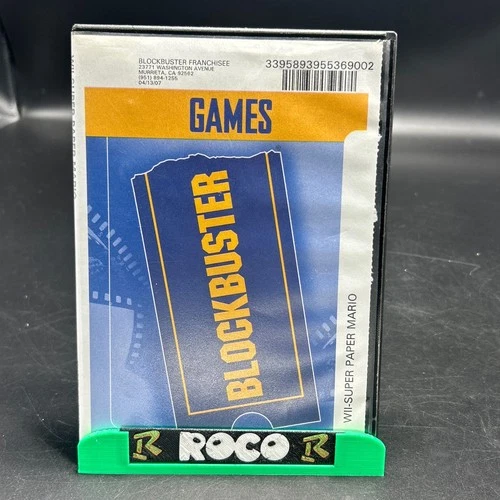 BLOCKBUSTER FRANCHISEE
23771 WASHINGTON AVENUE
MURRIETA, CA 92562
(951) 894-1255
04/13/07
3395893955369002
GAMES
BLOCKBUSTER
WII-SUPER PAPER MARIO
R ROCO R